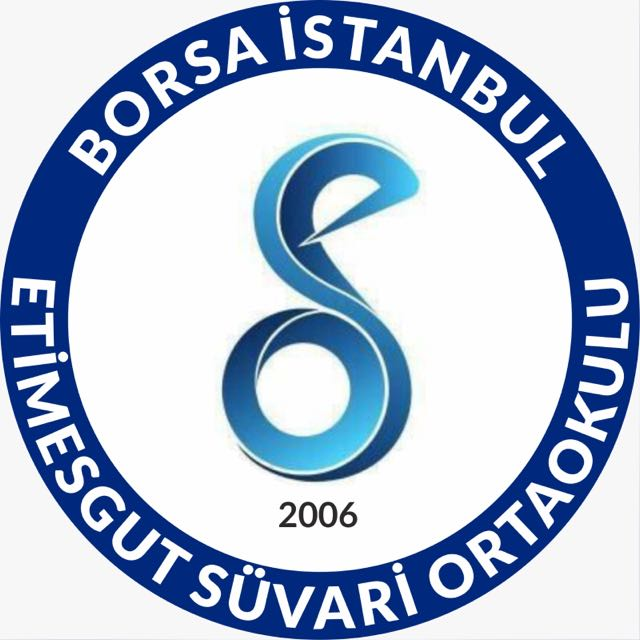 BORSA İSTANBUL
2006
ETİMESGUT SÜVARİ ORTAOKULU